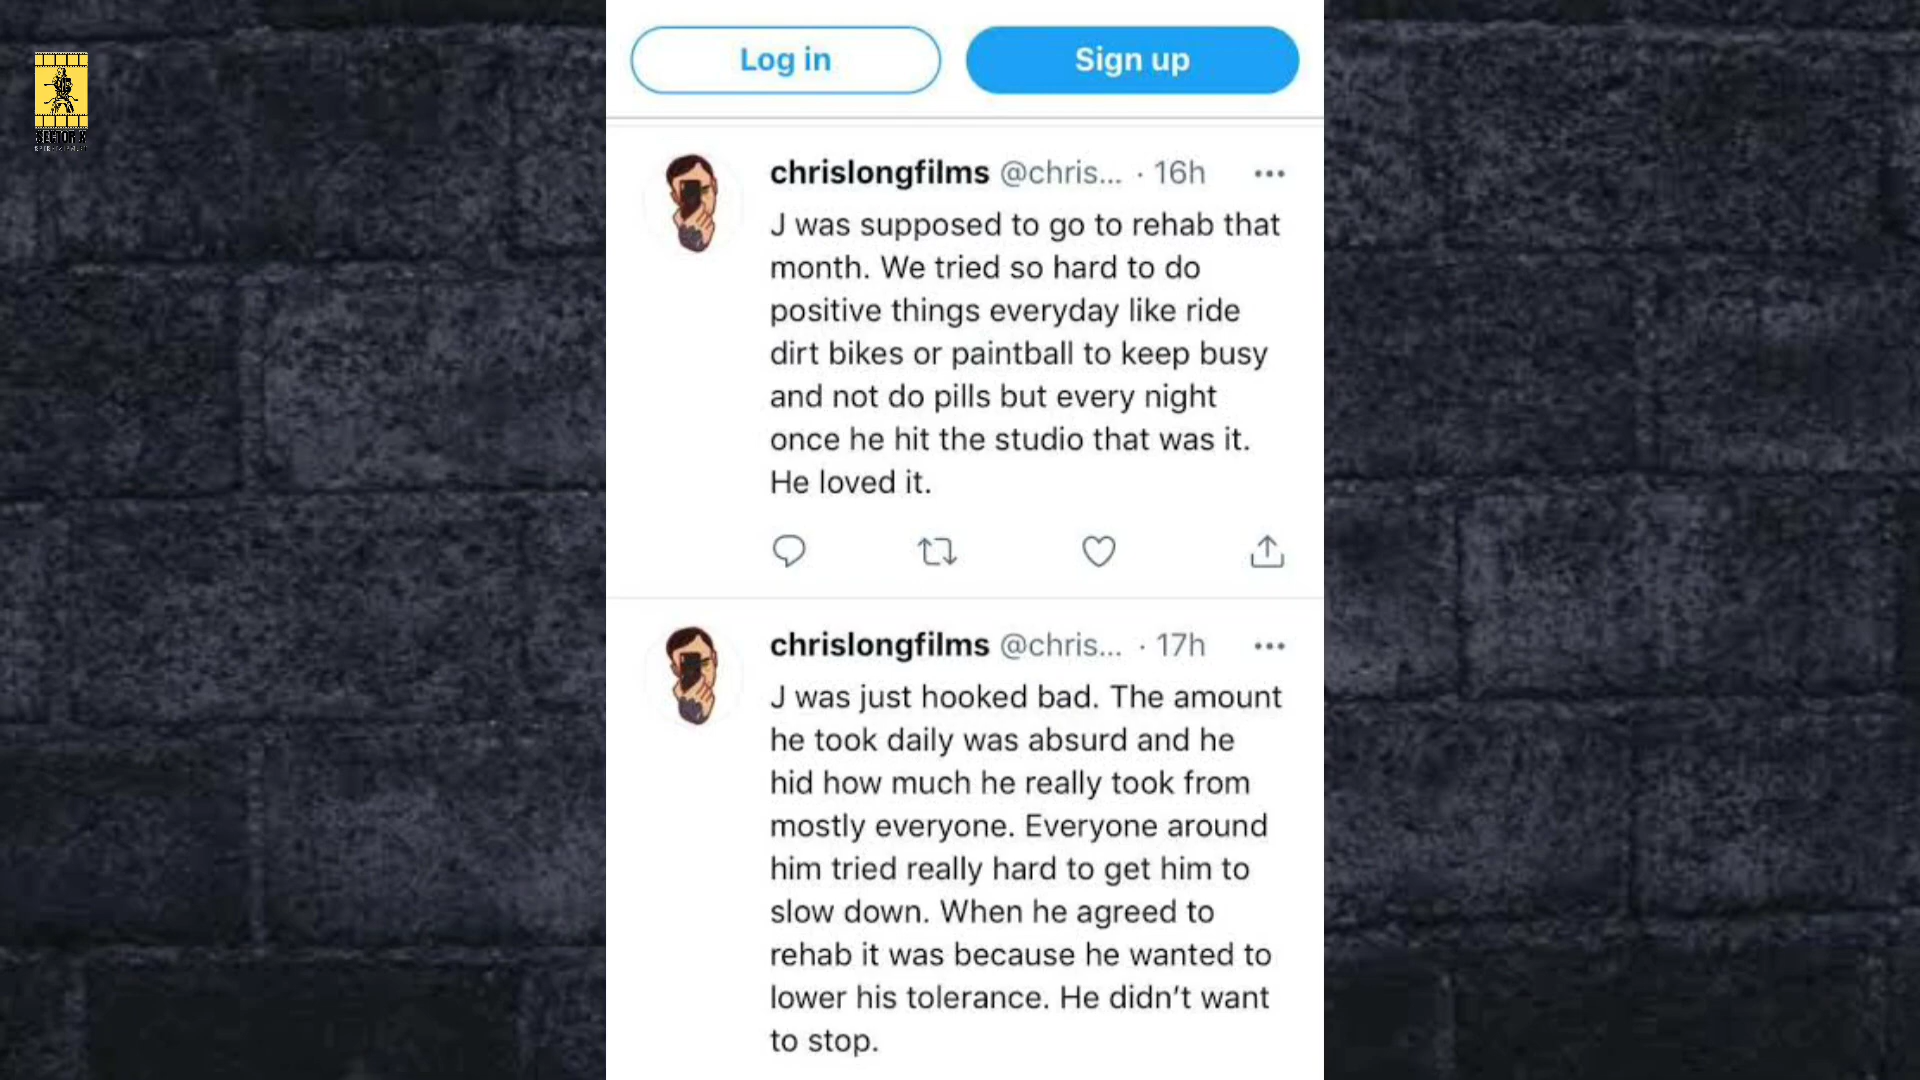 Log in
Sign up
chrislongfilms @chris... · 16h
J was supposed to go to rehab that
month. We tried so hard to do
positive things everyday like ride
dirt bikes or paintball to keep busy
and not do pills but every night
once he hit the studio that was it.
He loved it.
chrislongfilms @chris... · 17h
J was just hooked bad. The amount
he took daily was absurd and he
hid how much he really took from
mostly everyone. Everyone around
him tried really hard to get him to
slow down. When he agreed to
rehab it was because he wanted to
lower his tolerance. He didn't want
to stop.